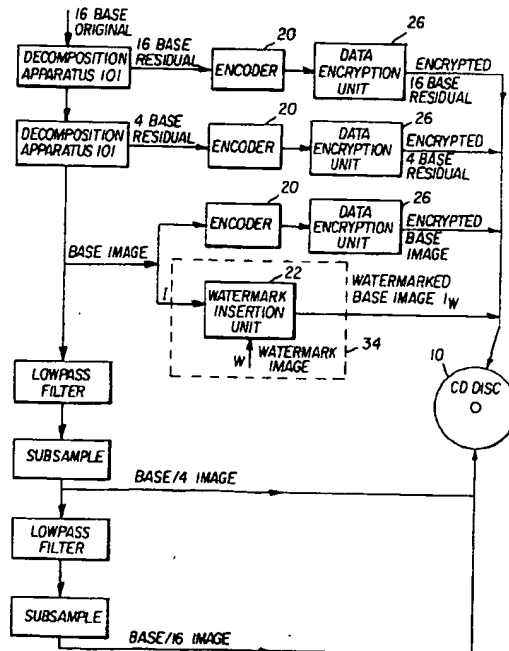 16 BASE
ORIGINAL
DECOMPOSITION
APPARATUS 101
16 BASE
RESIDUAL
20
ENCODER
26
DATA
ENCRYPTION
UNIT
ENCRYPTED
16 BASE
RESIDUAL
DECOMPOSITION
APPARATUS 101
4 BASE
RESIDUAL
20
ENCODER
26
DATA
ENCRYPTION
UNIT
ENCRYPTED
4 BASE
RESIDUAL
20
ENCODER
26
DATA
ENCRYPTION
UNIT
ENCRYPTED
BASE
IMAGE
BASE IMAGE
I
22
WATERMARK
INSERTION
UNIT
WATERMARKED
BASE IMAGE IW
W
WATERMARK
IMAGE
34
10
CD DISC
LOWPASS
FILTER
SUBSAMPLE
BASE/4 IMAGE
LOWPASS
FILTER
SUBSAMPLE
BASE/16 IMAGE